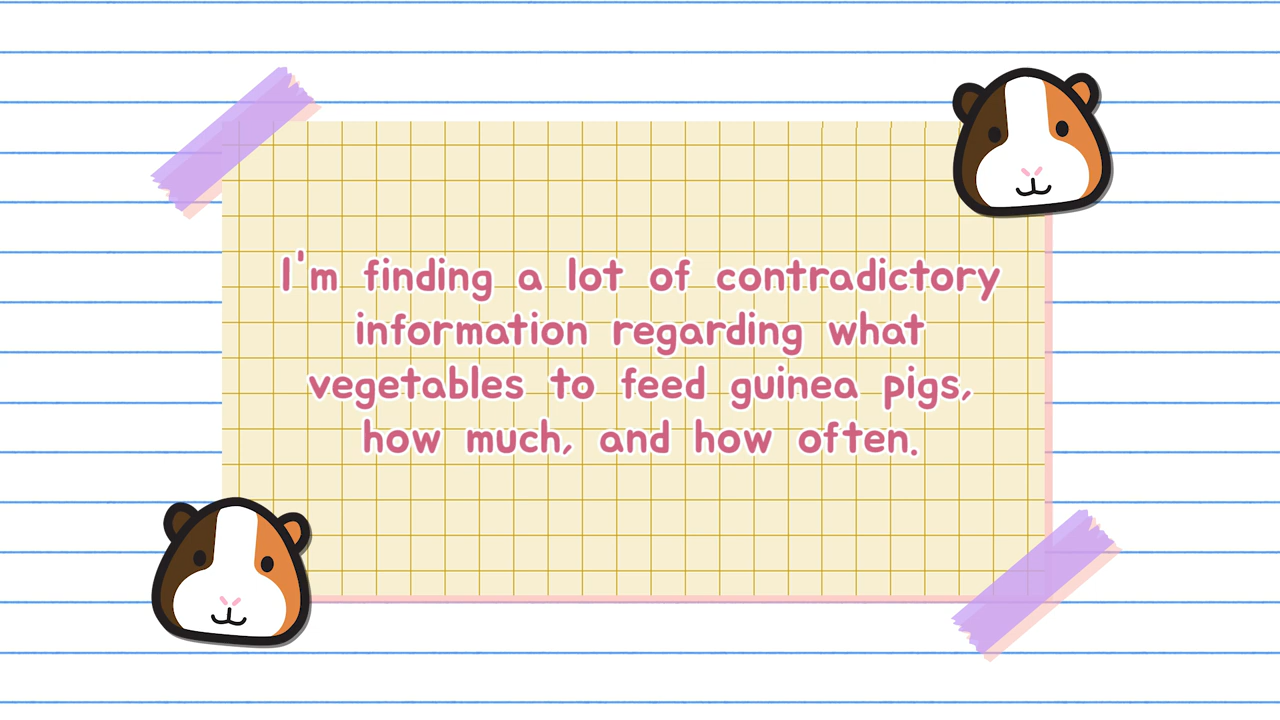 I'm finding a lot of contradictory
information regarding what
vegetables to feed guinea pigs,
how much, and how often.